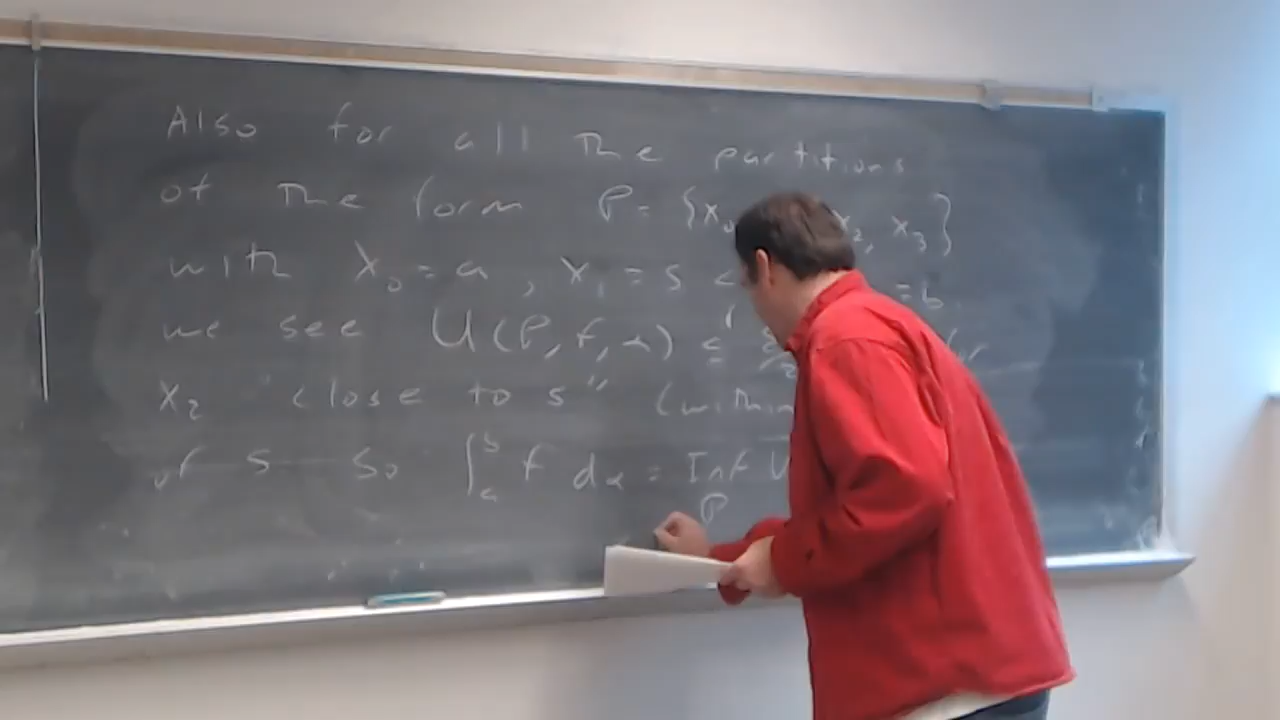 Also for all the partitions
of the form P = {x₀ x₂, x₃}
with x₀ = a, x₁ = s < = b
we see U(P, f, α) ≤
x₂ "close to s" (within
of s So ∫ₐᵇ f dα = Inf U
P